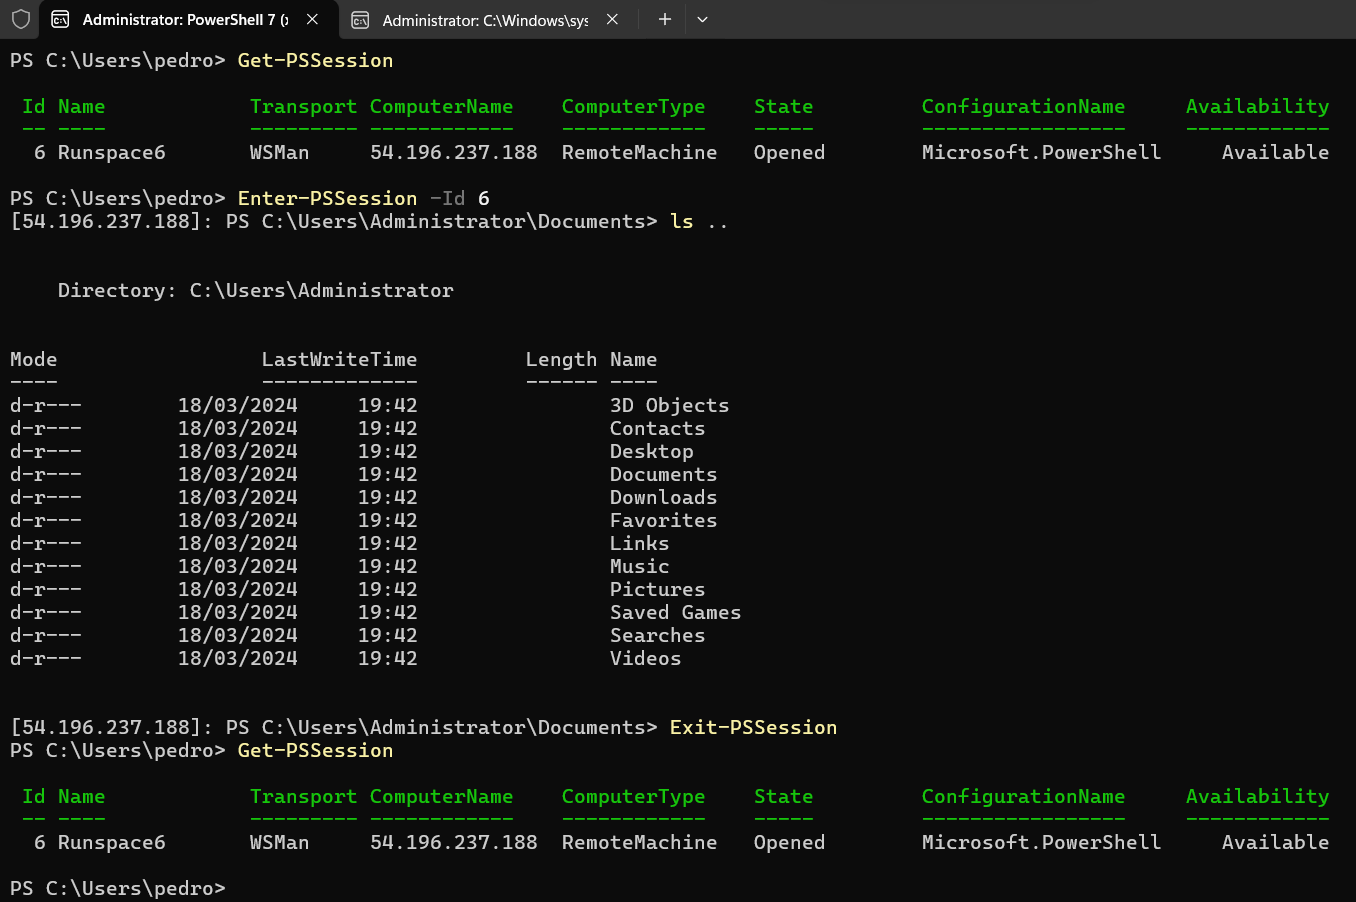 Administrator: PowerShell 7 (x Administrator: C:\Windows\sys
PS C:\Users\pedro> Get-PSSession
Id Name Transport ComputerName ComputerType State ConfigurationName Availability
-- ---- --------- ------------ ------------ ----- ----------------- ------------
6 Runspace6 WSMan 54.196.237.188 RemoteMachine Opened Microsoft.PowerShell Available
PS C:\Users\pedro> Enter-PSSession -Id 6
[54.196.237.188]: PS C:\Users\Administrator\Documents> ls ..
Directory: C:\Users\Administrator
Mode LastWriteTime Length Name
---- ------------- ------ ----
d-r--- 18/03/2024 19:42 3D Objects
d-r--- 18/03/2024 19:42 Contacts
d-r--- 18/03/2024 19:42 Desktop
d-r--- 18/03/2024 19:42 Documents
d-r--- 18/03/2024 19:42 Downloads
d-r--- 18/03/2024 19:42 Favorites
d-r--- 18/03/2024 19:42 Links
d-r--- 18/03/2024 19:42 Music
d-r--- 18/03/2024 19:42 Pictures
d-r--- 18/03/2024 19:42 Saved Games
d-r--- 18/03/2024 19:42 Searches
d-r--- 18/03/2024 19:42 Videos
[54.196.237.188]: PS C:\Users\Administrator\Documents> Exit-PSSession
PS C:\Users\pedro> Get-PSSession
Id Name Transport ComputerName ComputerType State ConfigurationName Availability
-- ---- --------- ------------ ------------ ----- ----------------- ------------
6 Runspace6 WSMan 54.196.237.188 RemoteMachine Opened Microsoft.PowerShell Available
PS C:\Users\pedro>